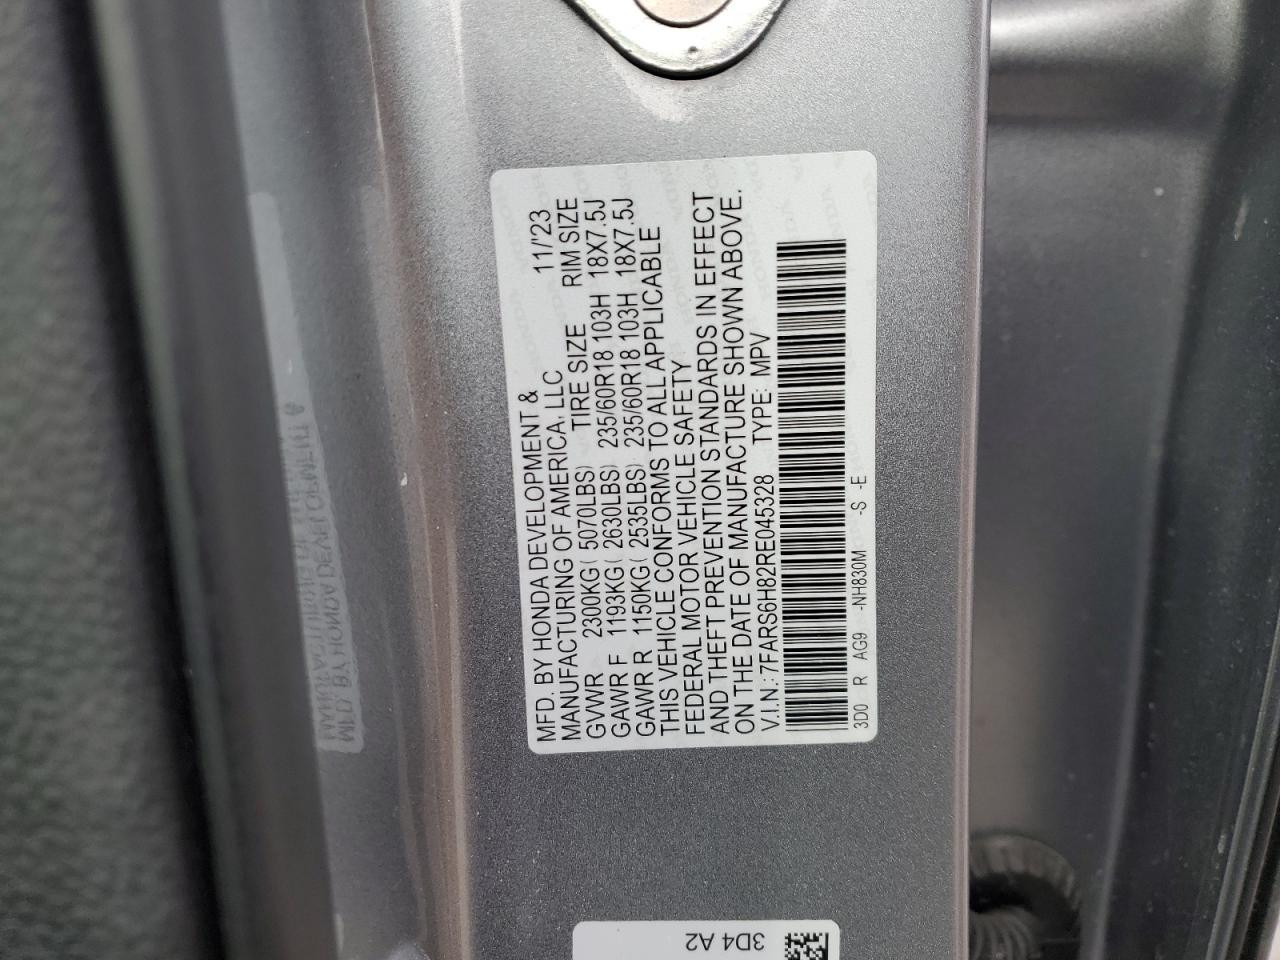 MFD. BY HONDA DEVELOPMENT & 11/'23
MANUFACTURING OF AMERICA, LLC
TIRE SIZE RIM SIZE
GVWR 2300KG ( 5070LBS)
GAWR F 1193KG ( 2630LBS) 235/60R18 103H 18X7.5J
GAWR R 1150KG ( 2535LBS) 235/60R18 103H 18X7.5J
THIS VEHICLE CONFORMS TO ALL APPLICABLE
FEDERAL MOTOR VEHICLE SAFETY
AND THEFT PREVENTION STANDARDS IN EFFECT
ON THE DATE OF MANUFACTURE SHOWN ABOVE.
V.I.N.: 7FARS6H82RE045328 TYPE: MPV
3D0 R AG9 -NH830M -S -E
3D4 A2